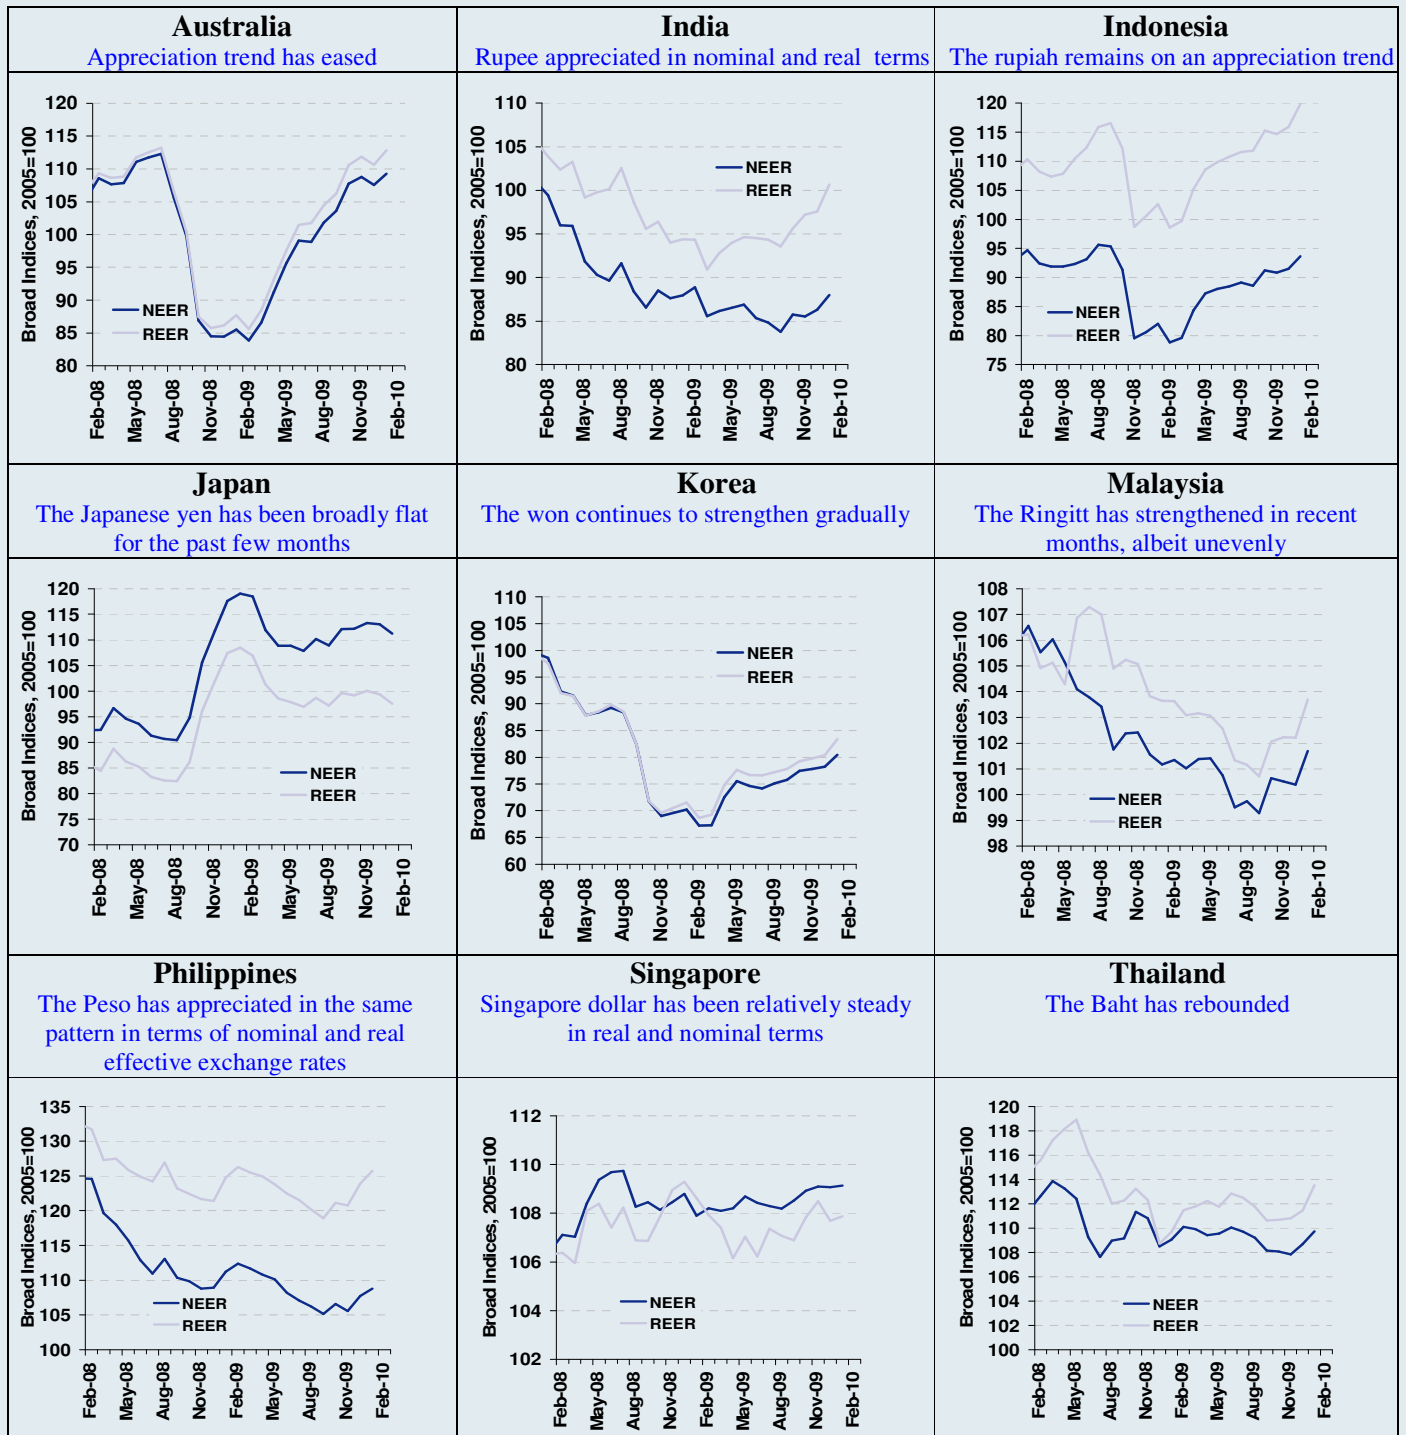 Australia
Appreciation trend has eased
India
Rupee appreciated in nominal and real terms
Indonesia
The rupiah remains on an appreciation trend
Broad Indices, 2005=100
120
115
110
105
100
95
90
85
80
NEER
REER
Feb-08
May-08
Aug-08
Nov-08
Feb-09
May-09
Aug-09
Nov-09
Feb-10
Broad Indices, 2005=100
110
105
100
95
90
85
80
NEER
REER
Feb-08
May-08
Aug-08
Nov-08
Feb-09
May-09
Aug-09
Nov-09
Feb-10
Broad Indices, 2005=100
120
115
110
105
100
95
90
85
80
75
NEER
REER
Feb-08
May-08
Aug-08
Nov-08
Feb-09
May-09
Aug-09
Nov-09
Feb-10
Japan
The Japanese yen has been broadly flat
for the past few months
Korea
The won continues to strengthen gradually
Malaysia
The Ringitt has strengthened in recent
months, albeit unevenly
Broad Indices, 2005=100
120
115
110
105
100
95
90
85
80
75
70
NEER
REER
Feb-08
May-08
Aug-08
Nov-08
Feb-09
May-09
Aug-09
Nov-09
Feb-10
Broad Indices, 2005=100
110
105
100
95
90
85
80
75
70
65
60
NEER
REER
Feb-08
May-08
Aug-08
Nov-08
Feb-09
May-09
Aug-09
Nov-09
Feb-10
Broad Indices, 2005=100
108
107
106
105
104
103
102
101
100
99
98
NEER
REER
Feb-08
May-08
Aug-08
Nov-08
Feb-09
May-09
Aug-09
Nov-09
Feb-10
Philippines
The Peso has appreciated in the same
pattern in terms of nominal and real
effective exchange rates
Singapore
Singapore dollar has been relatively steady
in real and nominal terms
Thailand
The Baht has rebounded
Broad Indices, 2005=100
135
130
125
120
115
110
105
100
NEER
REER
Feb-08
May-08
Aug-08
Nov-08
Feb-09
May-09
Aug-09
Nov-09
Feb-10
Broad Indices, 2005=100
112
110
108
106
104
102
NEER
REER
Feb-08
May-08
Aug-08
Nov-08
Feb-09
May-09
Aug-09
Nov-09
Feb-10
Broad Indices, 2005=100
120
118
116
114
112
110
108
106
104
102
100
NEER
REER
Feb-08
May-08
Aug-08
Nov-08
Feb-09
May-09
Aug-09
Nov-09
Feb-10